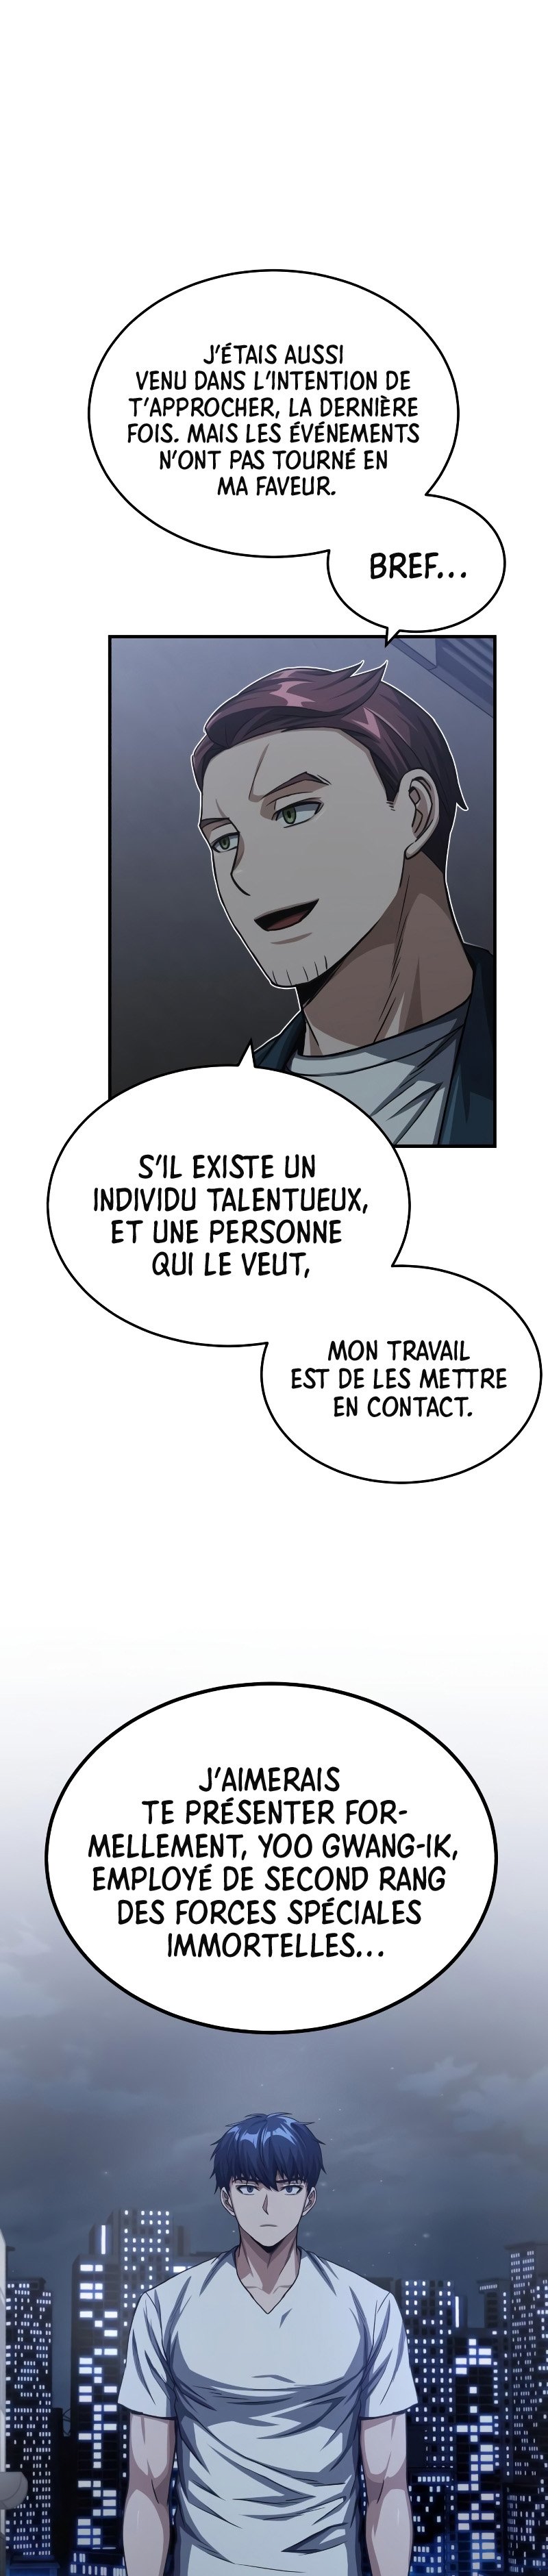 J'ÉTAIS AUSSI
VENU DANS L'INTENTION DE
T'APPROCHER, LA DERNIÈRE
FOIS. MAIS LES ÉVÉNEMENTS
N'ONT PAS TOURNÉ EN
MA FAVEUR.
BREF...
S'IL EXISTE UN
INDIVIDU TALENTUEUX,
ET UNE PERSONNE
QUI LE VEUT,
MON TRAVAIL
EST DE LES METTRE
EN CONTACT.
J'AIMERAIS
TE PRÉSENTER FOR-
MELLEMENT, YOO GWANG-IK,
EMPLOYÉ DE SECOND RANG
DES FORCES SPÉCIALES
IMMORTELLES...